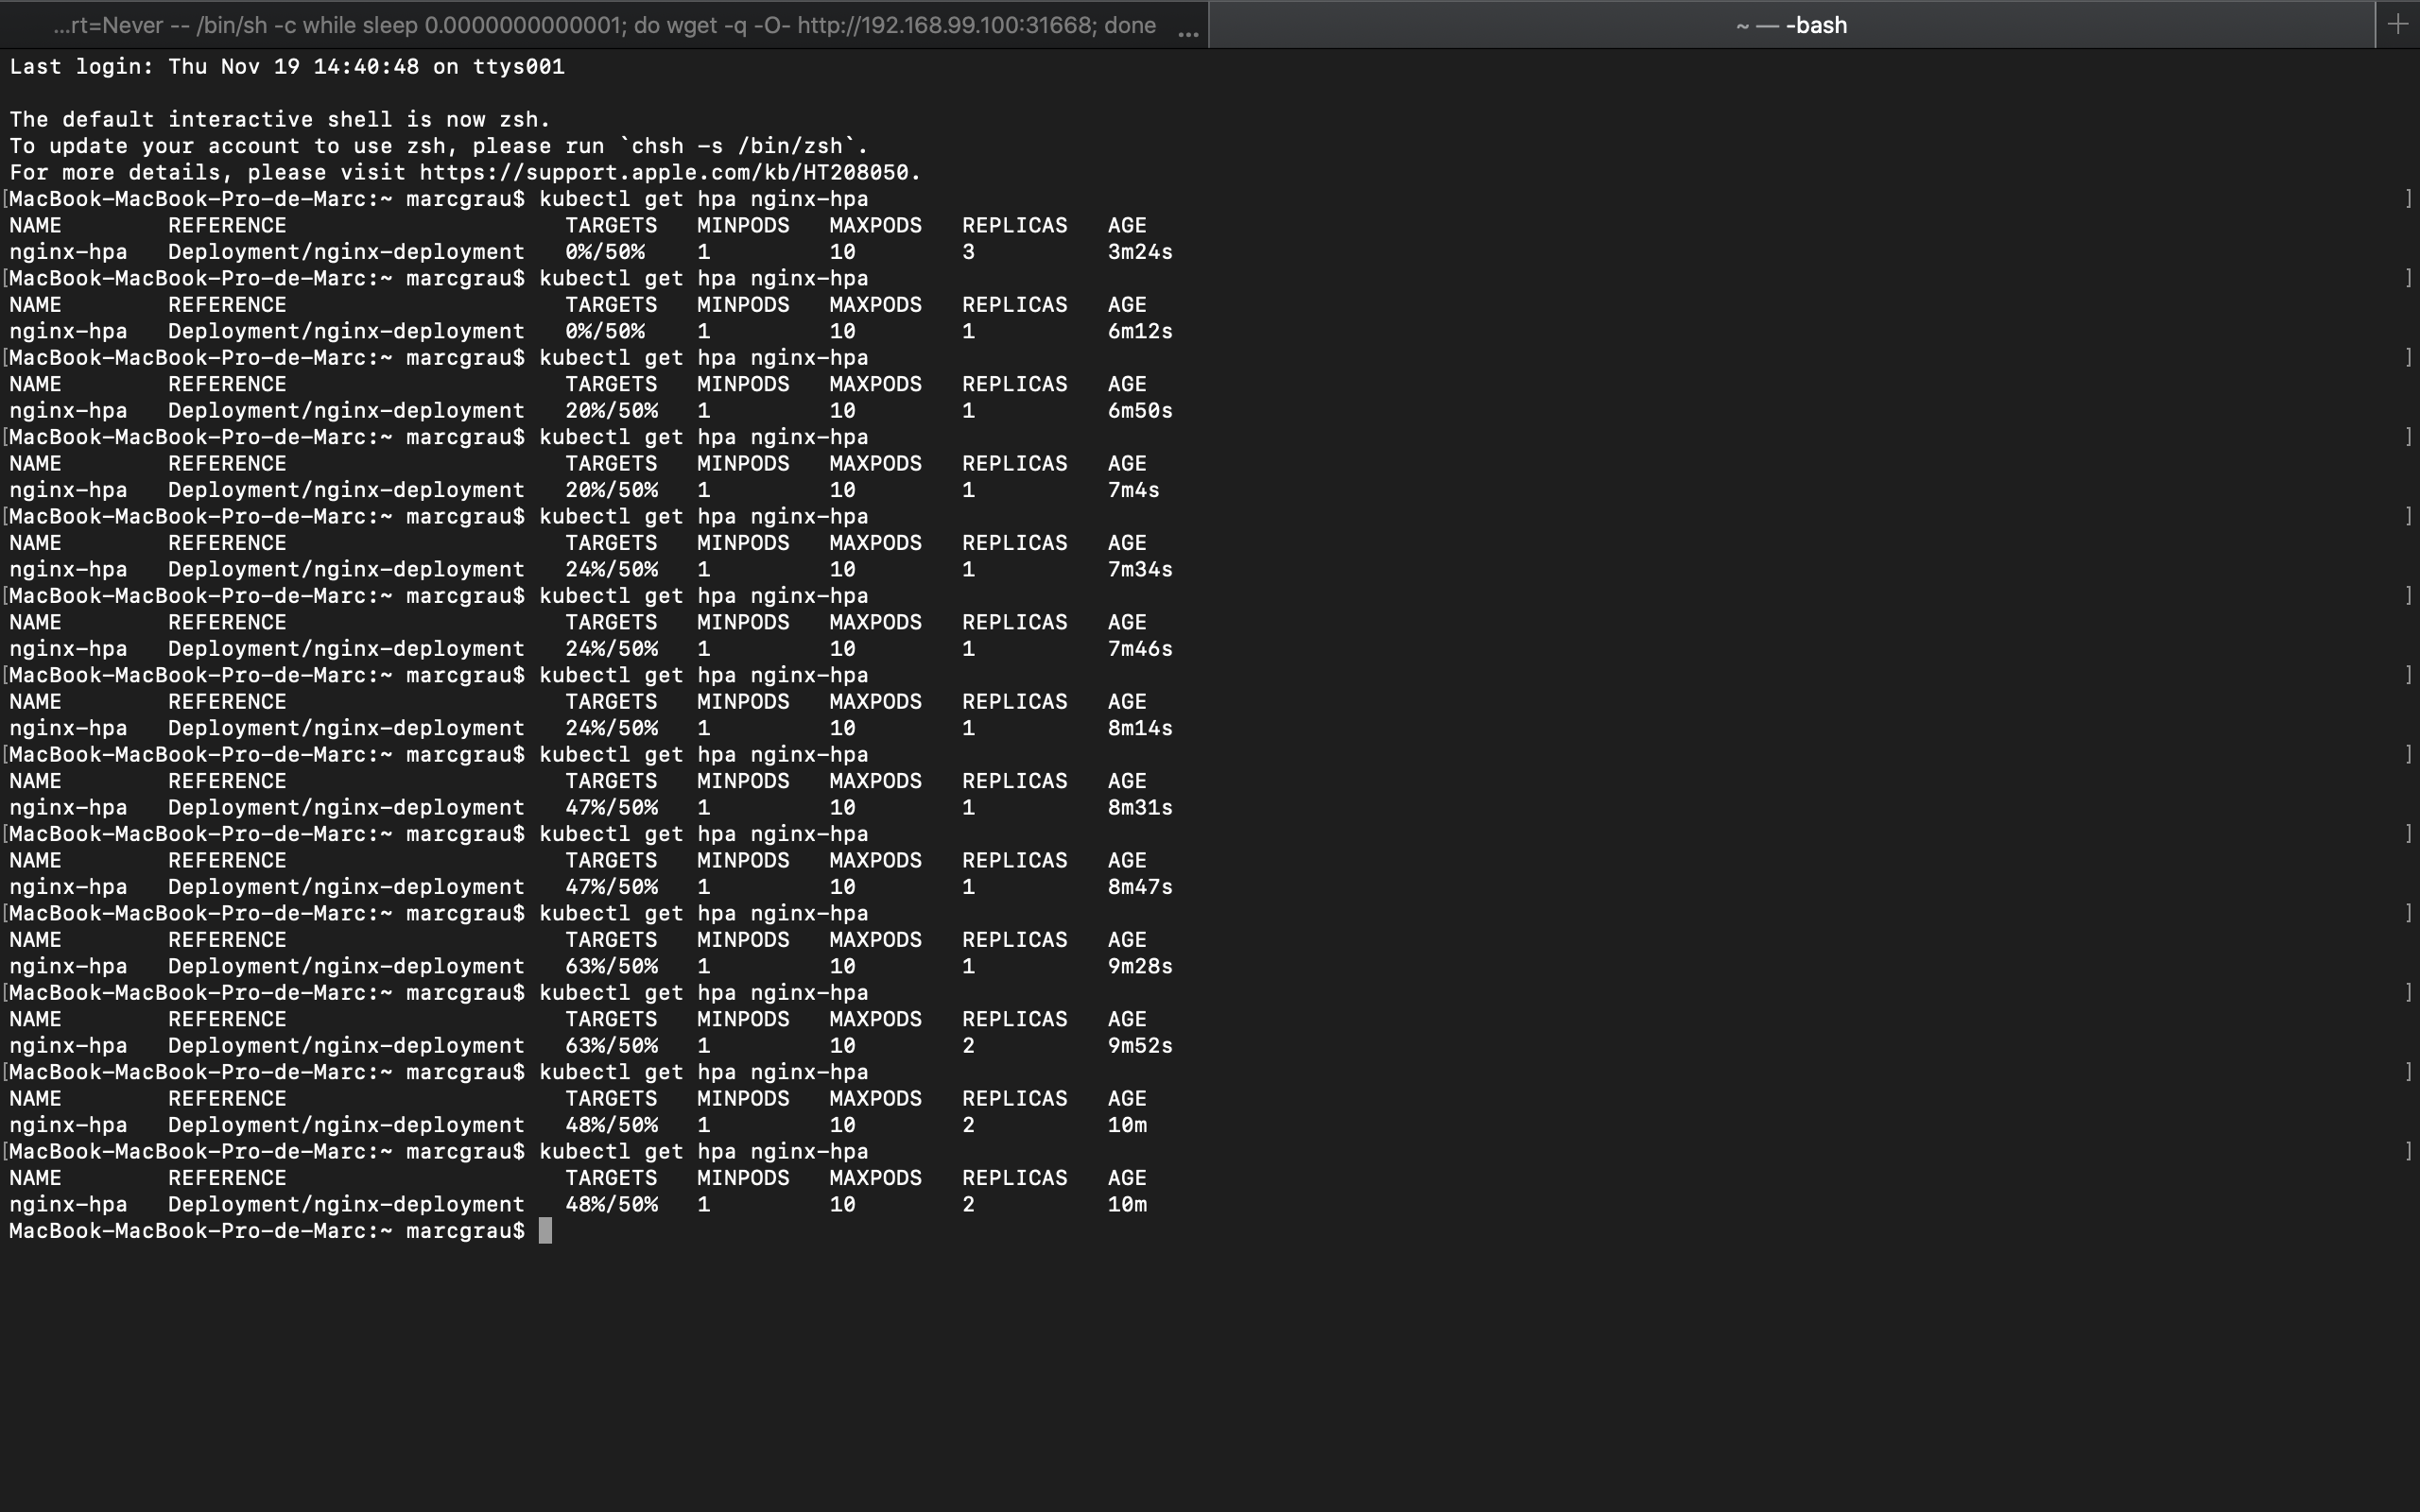 ...rt=Never -- /bin/sh -c while sleep 0.0000000000001; do wget -q -O- http://192.168.99.100:31668; done ...
~ — -bash
Last login: Thu Nov 19 14:40:48 on ttys001
The default interactive shell is now zsh.
To update your account to use zsh, please run `chsh -s /bin/zsh`.
For more details, please visit https://support.apple.com/kb/HT208050.
[MacBook-MacBook-Pro-de-Marc:~ marcgrau$ kubectl get hpa nginx-hpa ]
NAME REFERENCE TARGETS MINPODS MAXPODS REPLICAS AGE
nginx-hpa Deployment/nginx-deployment 0%/50% 1 10 3 3m24s
[MacBook-MacBook-Pro-de-Marc:~ marcgrau$ kubectl get hpa nginx-hpa ]
NAME REFERENCE TARGETS MINPODS MAXPODS REPLICAS AGE
nginx-hpa Deployment/nginx-deployment 0%/50% 1 10 1 6m12s
[MacBook-MacBook-Pro-de-Marc:~ marcgrau$ kubectl get hpa nginx-hpa ]
NAME REFERENCE TARGETS MINPODS MAXPODS REPLICAS AGE
nginx-hpa Deployment/nginx-deployment 20%/50% 1 10 1 6m50s
[MacBook-MacBook-Pro-de-Marc:~ marcgrau$ kubectl get hpa nginx-hpa ]
NAME REFERENCE TARGETS MINPODS MAXPODS REPLICAS AGE
nginx-hpa Deployment/nginx-deployment 20%/50% 1 10 1 7m4s
[MacBook-MacBook-Pro-de-Marc:~ marcgrau$ kubectl get hpa nginx-hpa ]
NAME REFERENCE TARGETS MINPODS MAXPODS REPLICAS AGE
nginx-hpa Deployment/nginx-deployment 24%/50% 1 10 1 7m34s
[MacBook-MacBook-Pro-de-Marc:~ marcgrau$ kubectl get hpa nginx-hpa ]
NAME REFERENCE TARGETS MINPODS MAXPODS REPLICAS AGE
nginx-hpa Deployment/nginx-deployment 24%/50% 1 10 1 7m46s
[MacBook-MacBook-Pro-de-Marc:~ marcgrau$ kubectl get hpa nginx-hpa ]
NAME REFERENCE TARGETS MINPODS MAXPODS REPLICAS AGE
nginx-hpa Deployment/nginx-deployment 24%/50% 1 10 1 8m14s
[MacBook-MacBook-Pro-de-Marc:~ marcgrau$ kubectl get hpa nginx-hpa ]
NAME REFERENCE TARGETS MINPODS MAXPODS REPLICAS AGE
nginx-hpa Deployment/nginx-deployment 47%/50% 1 10 1 8m31s
[MacBook-MacBook-Pro-de-Marc:~ marcgrau$ kubectl get hpa nginx-hpa ]
NAME REFERENCE TARGETS MINPODS MAXPODS REPLICAS AGE
nginx-hpa Deployment/nginx-deployment 47%/50% 1 10 1 8m47s
[MacBook-MacBook-Pro-de-Marc:~ marcgrau$ kubectl get hpa nginx-hpa ]
NAME REFERENCE TARGETS MINPODS MAXPODS REPLICAS AGE
nginx-hpa Deployment/nginx-deployment 63%/50% 1 10 1 9m28s
[MacBook-MacBook-Pro-de-Marc:~ marcgrau$ kubectl get hpa nginx-hpa ]
NAME REFERENCE TARGETS MINPODS MAXPODS REPLICAS AGE
nginx-hpa Deployment/nginx-deployment 63%/50% 1 10 2 9m52s
[MacBook-MacBook-Pro-de-Marc:~ marcgrau$ kubectl get hpa nginx-hpa ]
NAME REFERENCE TARGETS MINPODS MAXPODS REPLICAS AGE
nginx-hpa Deployment/nginx-deployment 48%/50% 1 10 2 10m
[MacBook-MacBook-Pro-de-Marc:~ marcgrau$ kubectl get hpa nginx-hpa ]
NAME REFERENCE TARGETS MINPODS MAXPODS REPLICAS AGE
nginx-hpa Deployment/nginx-deployment 48%/50% 1 10 2 10m
MacBook-MacBook-Pro-de-Marc:~ marcgrau$